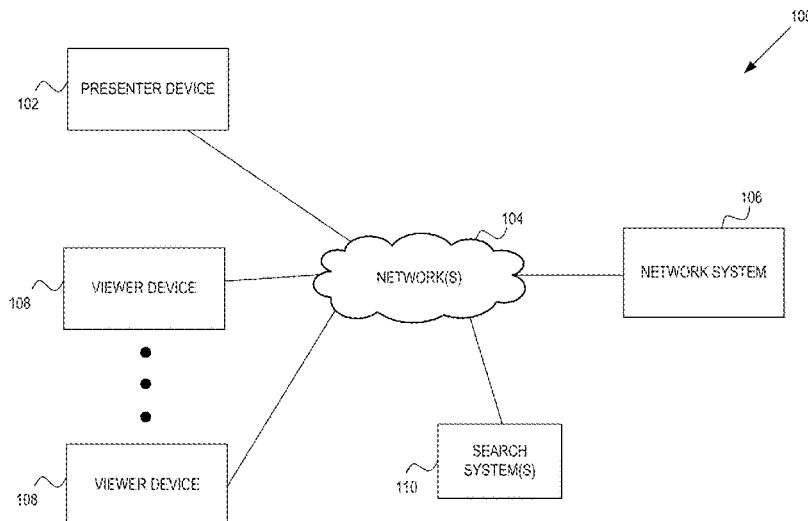 100
PRESENTER DEVICE
102
104
106
NETWORK(S)
NETWORK SYSTEM
VIEWER DEVICE
108
SEARCH
SYSTEM(S)
110
VIEWER DEVICE
108